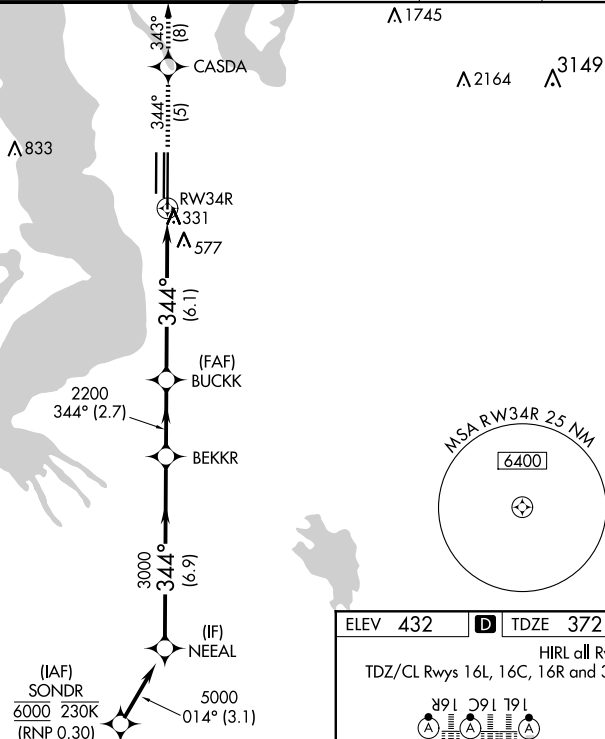 343°
(8)
1745
CASDA
2164
3149
344°
(5)
833
RW34R
331
577
344°
(6.1)
(FAF)
BUCKK
2200
344° (2.7)
MSA RW34R 25 NM
6400
BEKKR
3000
344°
(6.9)
(IF)
NEEAL
(IAF)
SONDR
6000 230K
(RNP 0.30)
5000
014° (3.1)
ELEV 432 D TDZE 372
HIRL all R
TDZ/CL Rwys 16L, 16C, 16R and 3
16R 16C 16L
A A A